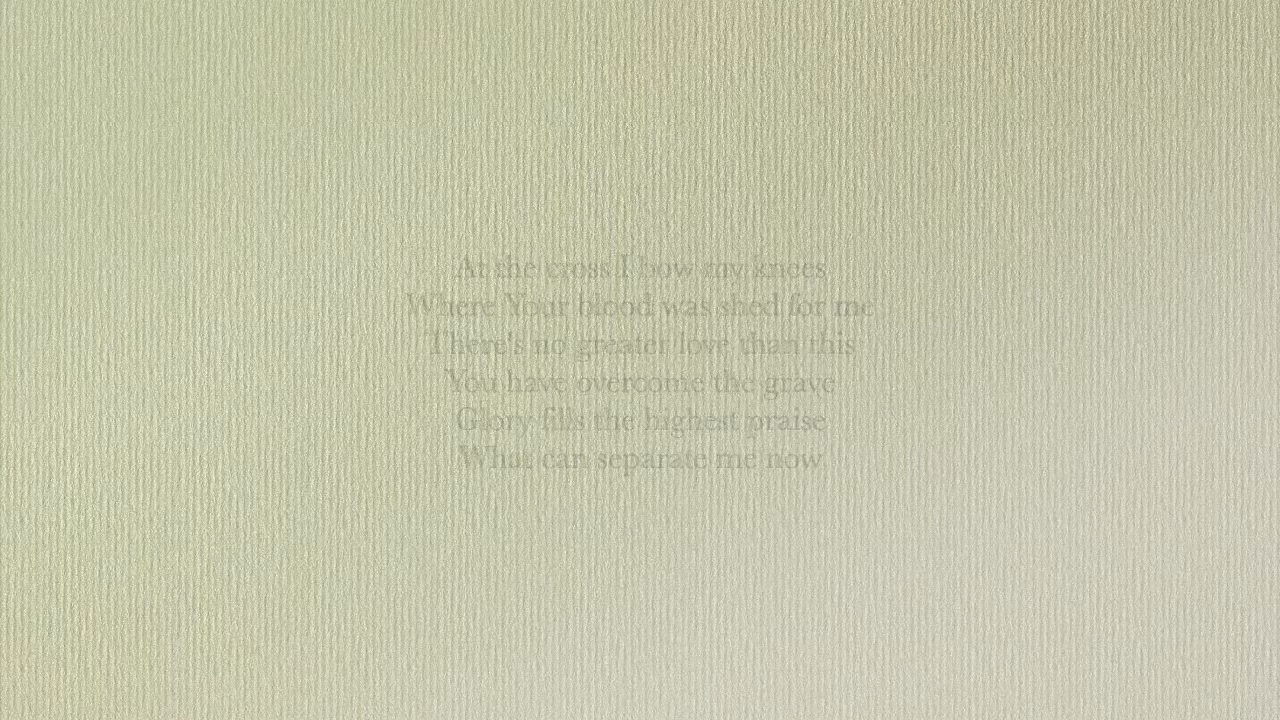 At the cross I bow my knees
Where Your blood was shed for me
There's no greater love than this
You have overcome the grave
Glory fills the highest praise
What can separate me now